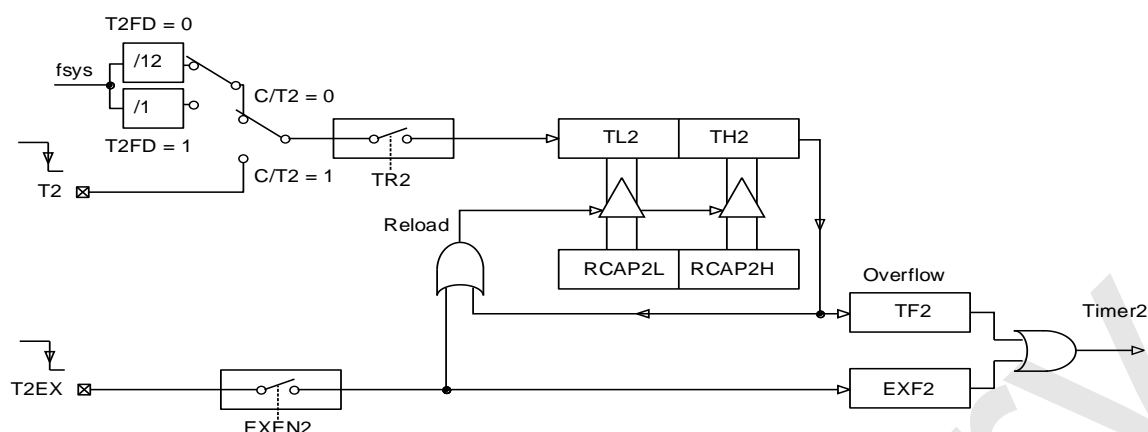 T2FD = 0
/12
fsys
C/T2 = 0
/1
T2FD = 1
TL2
TH2
T2
C/T2 = 1
TR2
Reload
RCAP2L
RCAP2H
Overflow
TF2
Timer2
T2EX
EXF2
EXEN2